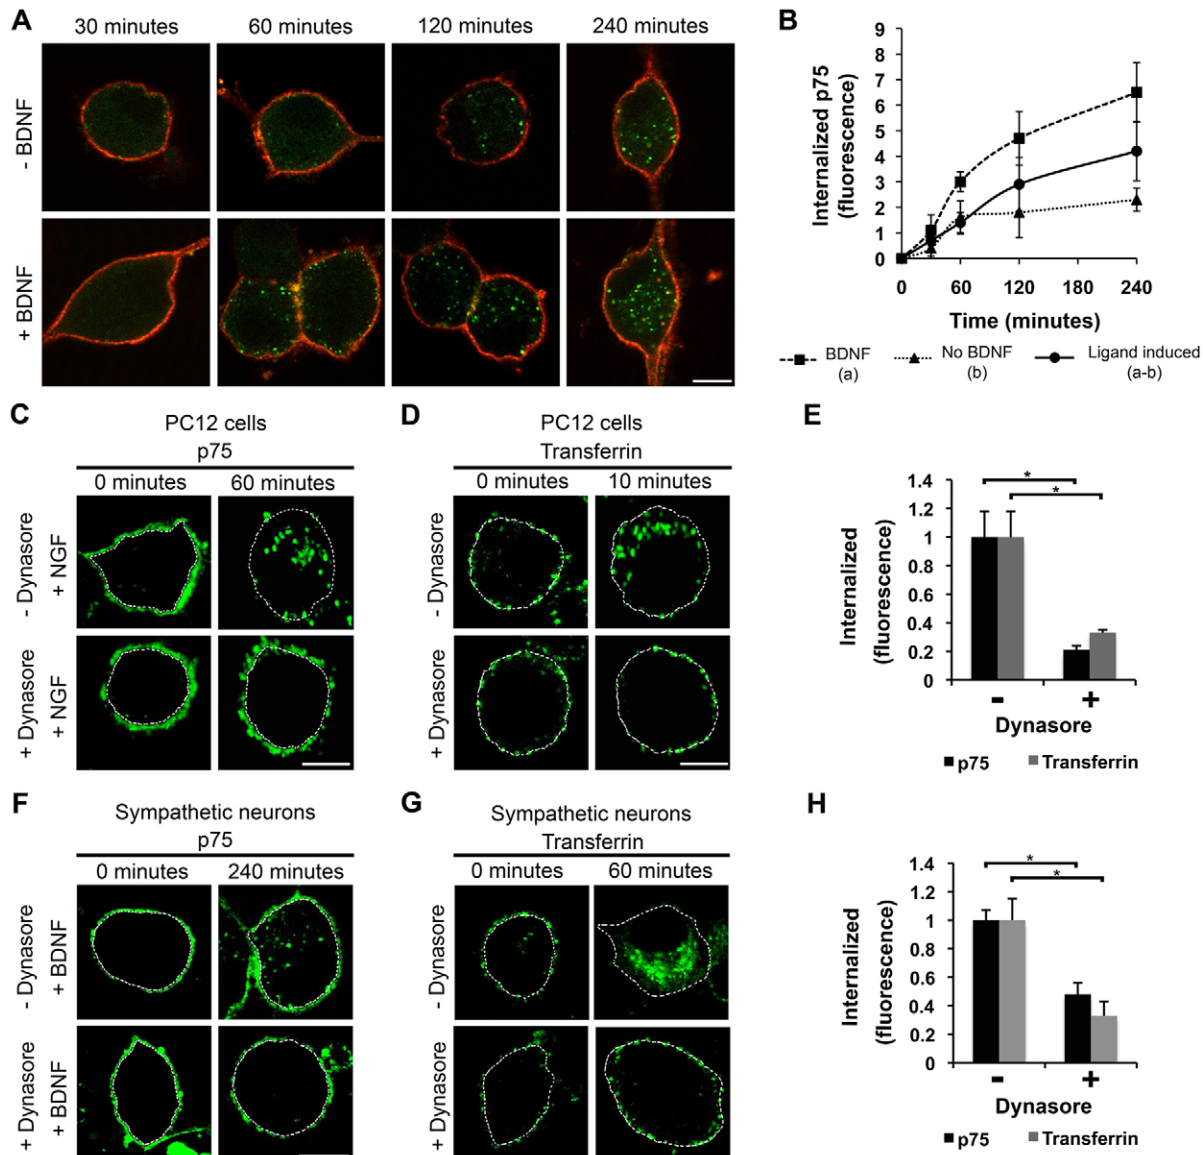 A
30 minutes
60 minutes
120 minutes
240 minutes
- BDNF
+ BDNF
B
9
8
7
6
5
4
3
2
1
0
Internalized p75
(fluorescence)
0
60
120
180
240
Time (minutes)
BDNF
(a)
No BDNF
(b)
Ligand induced
(a-b)
C
PC12 cells
p75
0 minutes
60 minutes
- Dynasore
+ NGF
+ Dynasore
+ NGF
D
PC12 cells
Transferrin
0 minutes
10 minutes
- Dynasore
+ Dynasore
E
1.4
1.2
1
0.8
0.6
0.4
0.2
0
Internalized
(fluorescence)
*
*
-
+
Dynasore
p75
Transferrin
F
Sympathetic neurons
p75
0 minutes
240 minutes
- Dynasore
+ BDNF
+ Dynasore
+ BDNF
G
Sympathetic neurons
Transferrin
0 minutes
60 minutes
- Dynasore
+ Dynasore
H
1.4
1.2
1
0.8
0.6
0.4
0.2
0
Internalized
(fluorescence)
*
*
-
+
Dynasore
p75
Transferrin